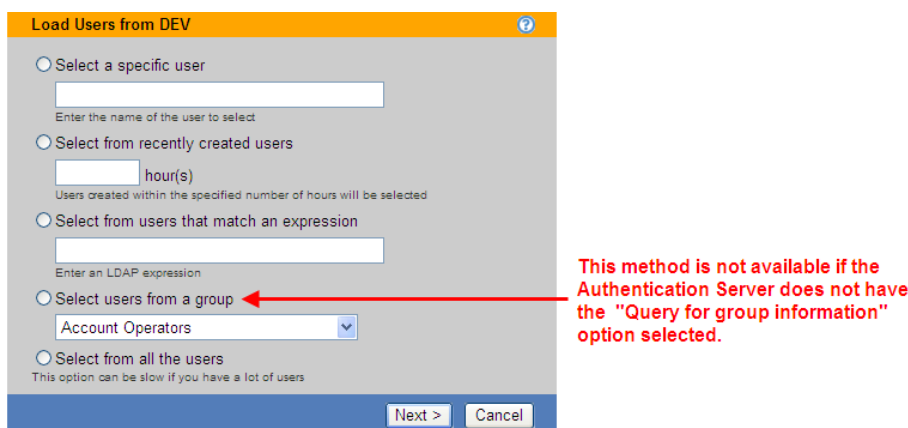 Load Users from DEV
?
Select a specific user
Enter the name of the user to select
Select from recently created users
hour(s)
Users created within the specified number of hours will be selected
Select from users that match an expression
Enter an LDAP expression
Select users from a group
Account Operators
Select from all the users
This option can be slow if you have a lot of users
Next >
Cancel
This method is not available if the
Authentication Server does not have
the "Query for group information"
option selected.